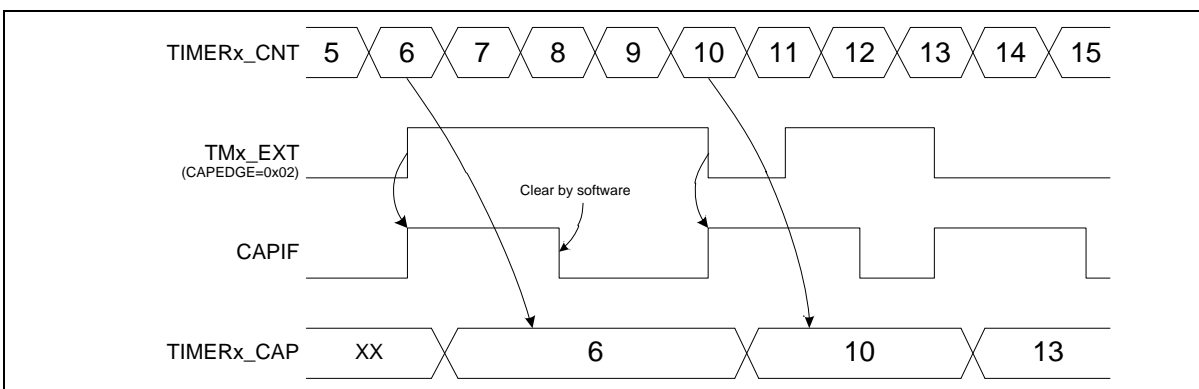 TIMERx_CNT 5 6 7 8 9 10 11 12 13 14 15
TMx_EXT
(CAPEDGE=0x02)
Clear by software
CAPIF
TIMERx_CAP XX 6 10 13